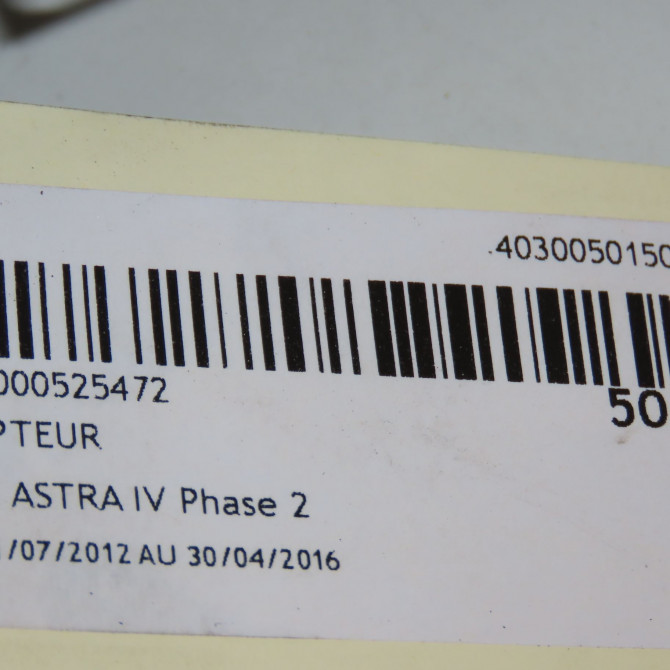 .4030050150
000525472
50
PTEUR
ASTRA IV Phase 2
/07/2012 AU 30/04/2016